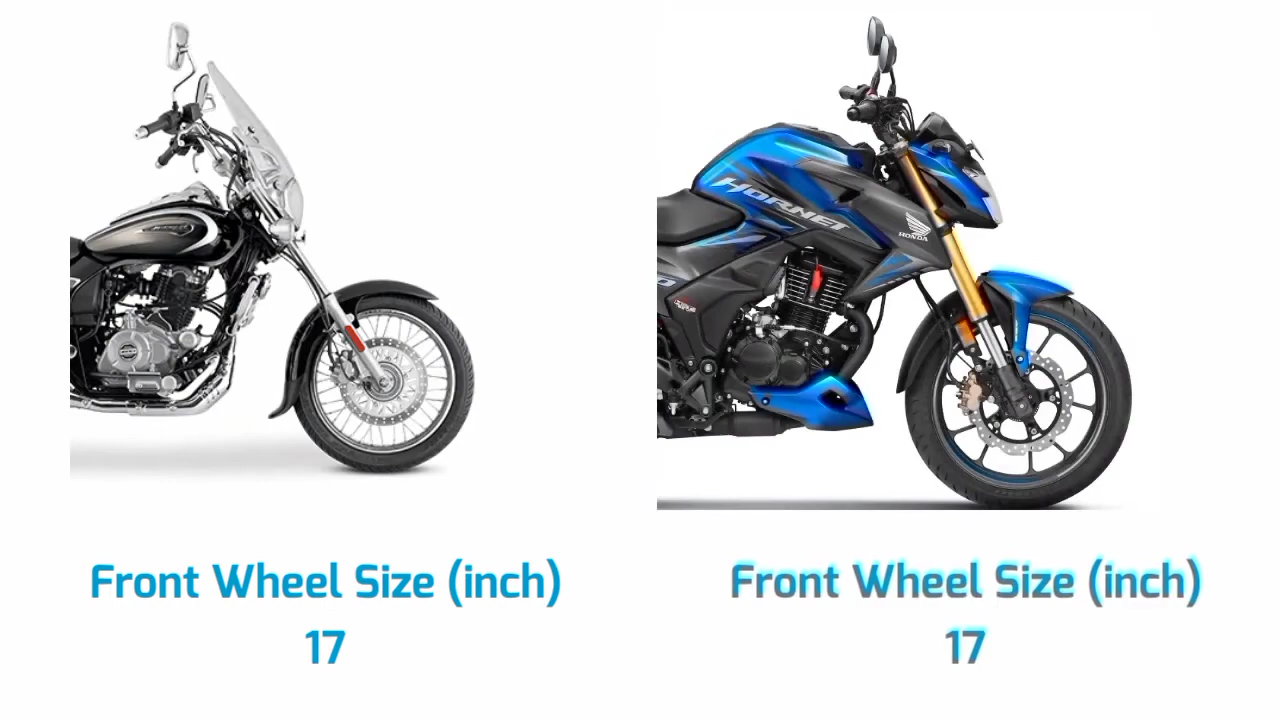 HORNET
HONDA
Front Wheel Size (inch)
17
Front Wheel Size (inch)
17